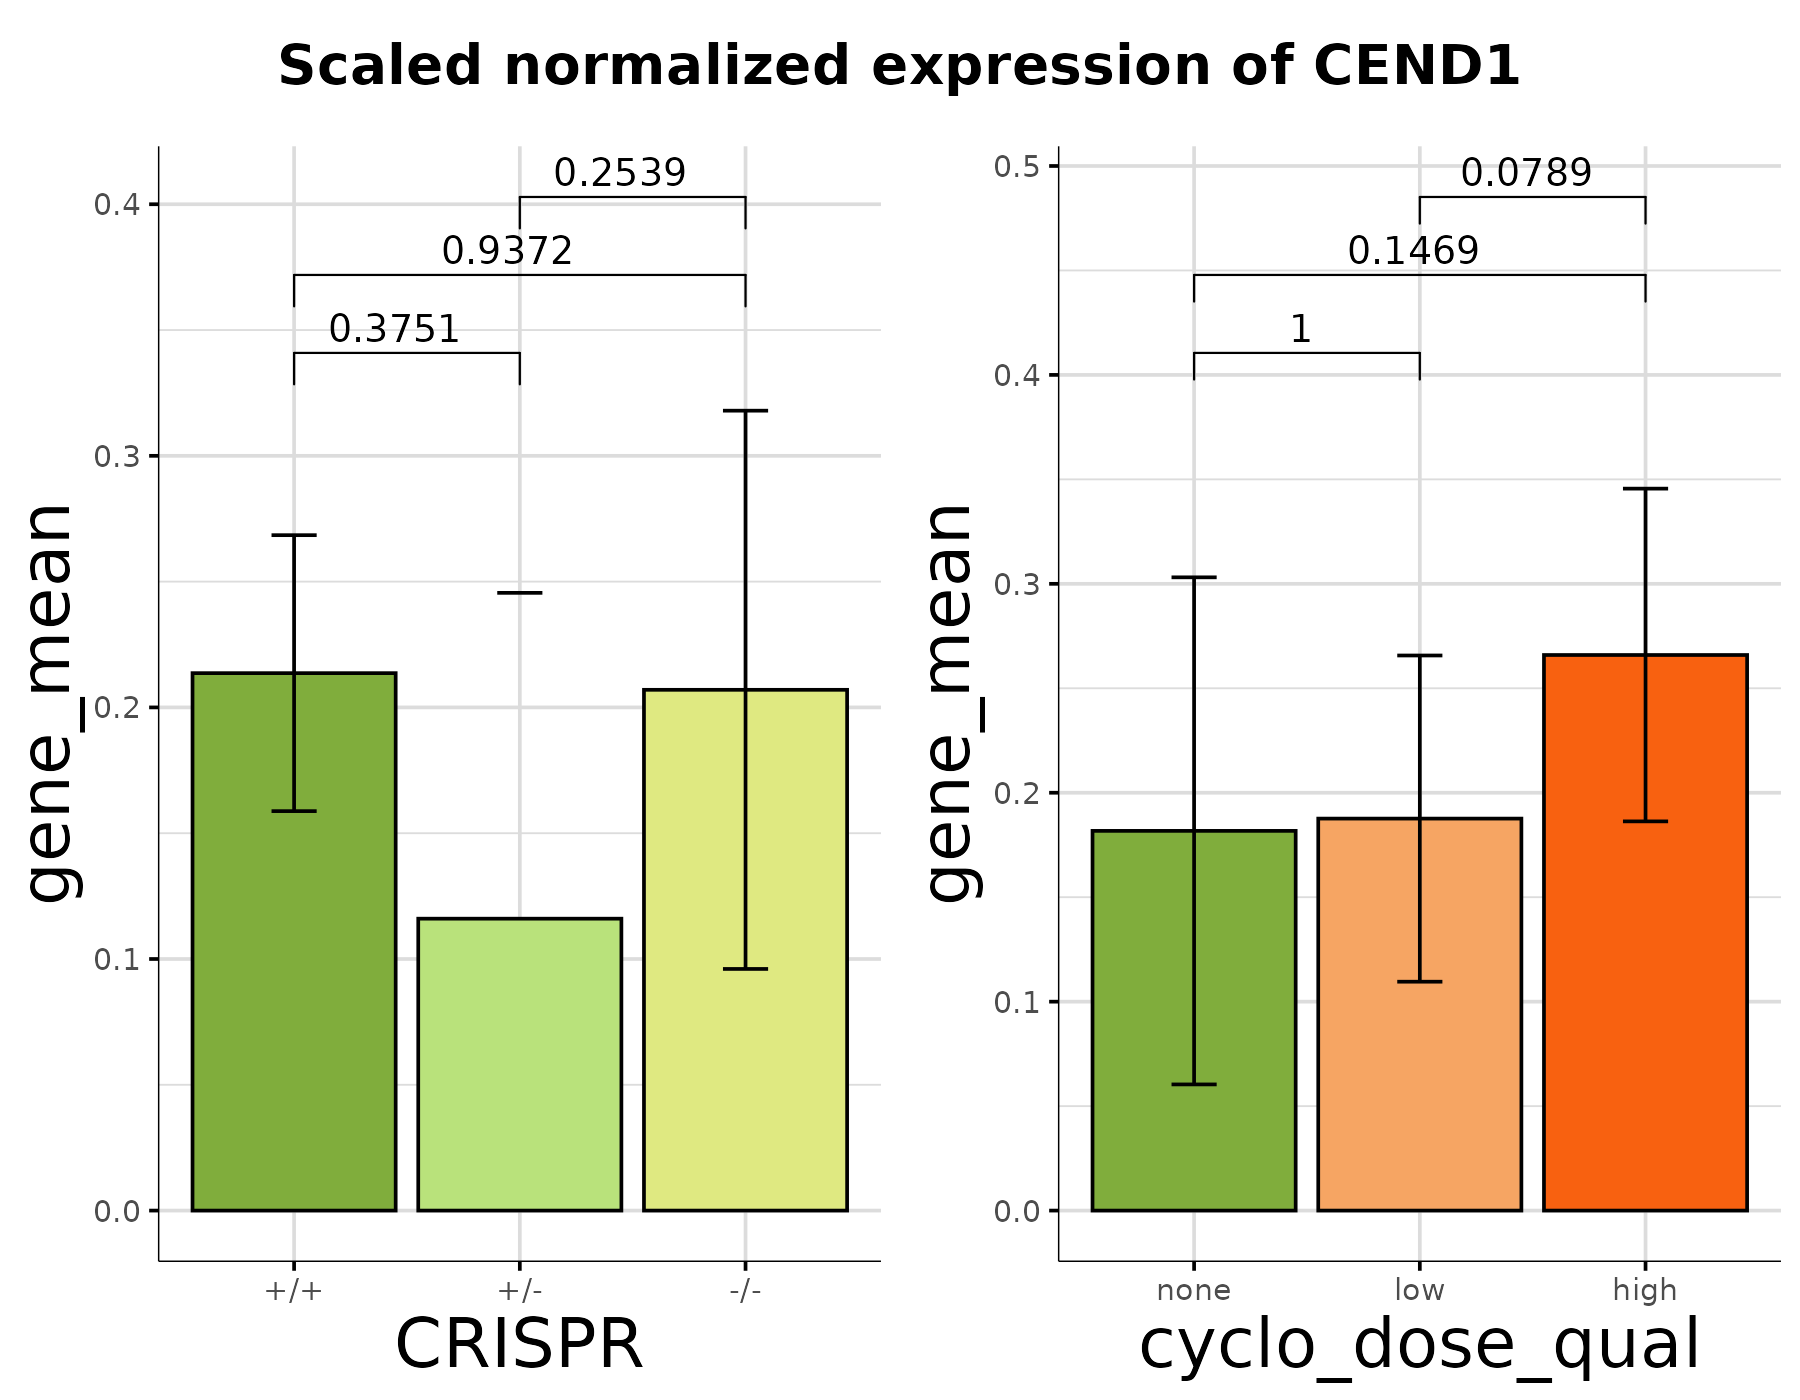 Scaled normalized expression of CEND1
gene_mean
0.4
0.3
0.2
0.1
0.0
0.2539
0.9372
0.3751
+/+
+/-
-/-
CRISPR
gene_mean
0.5
0.4
0.3
0.2
0.1
0.0
0.0789
0.1469
1
none
low
high
cyclo_dose_qual